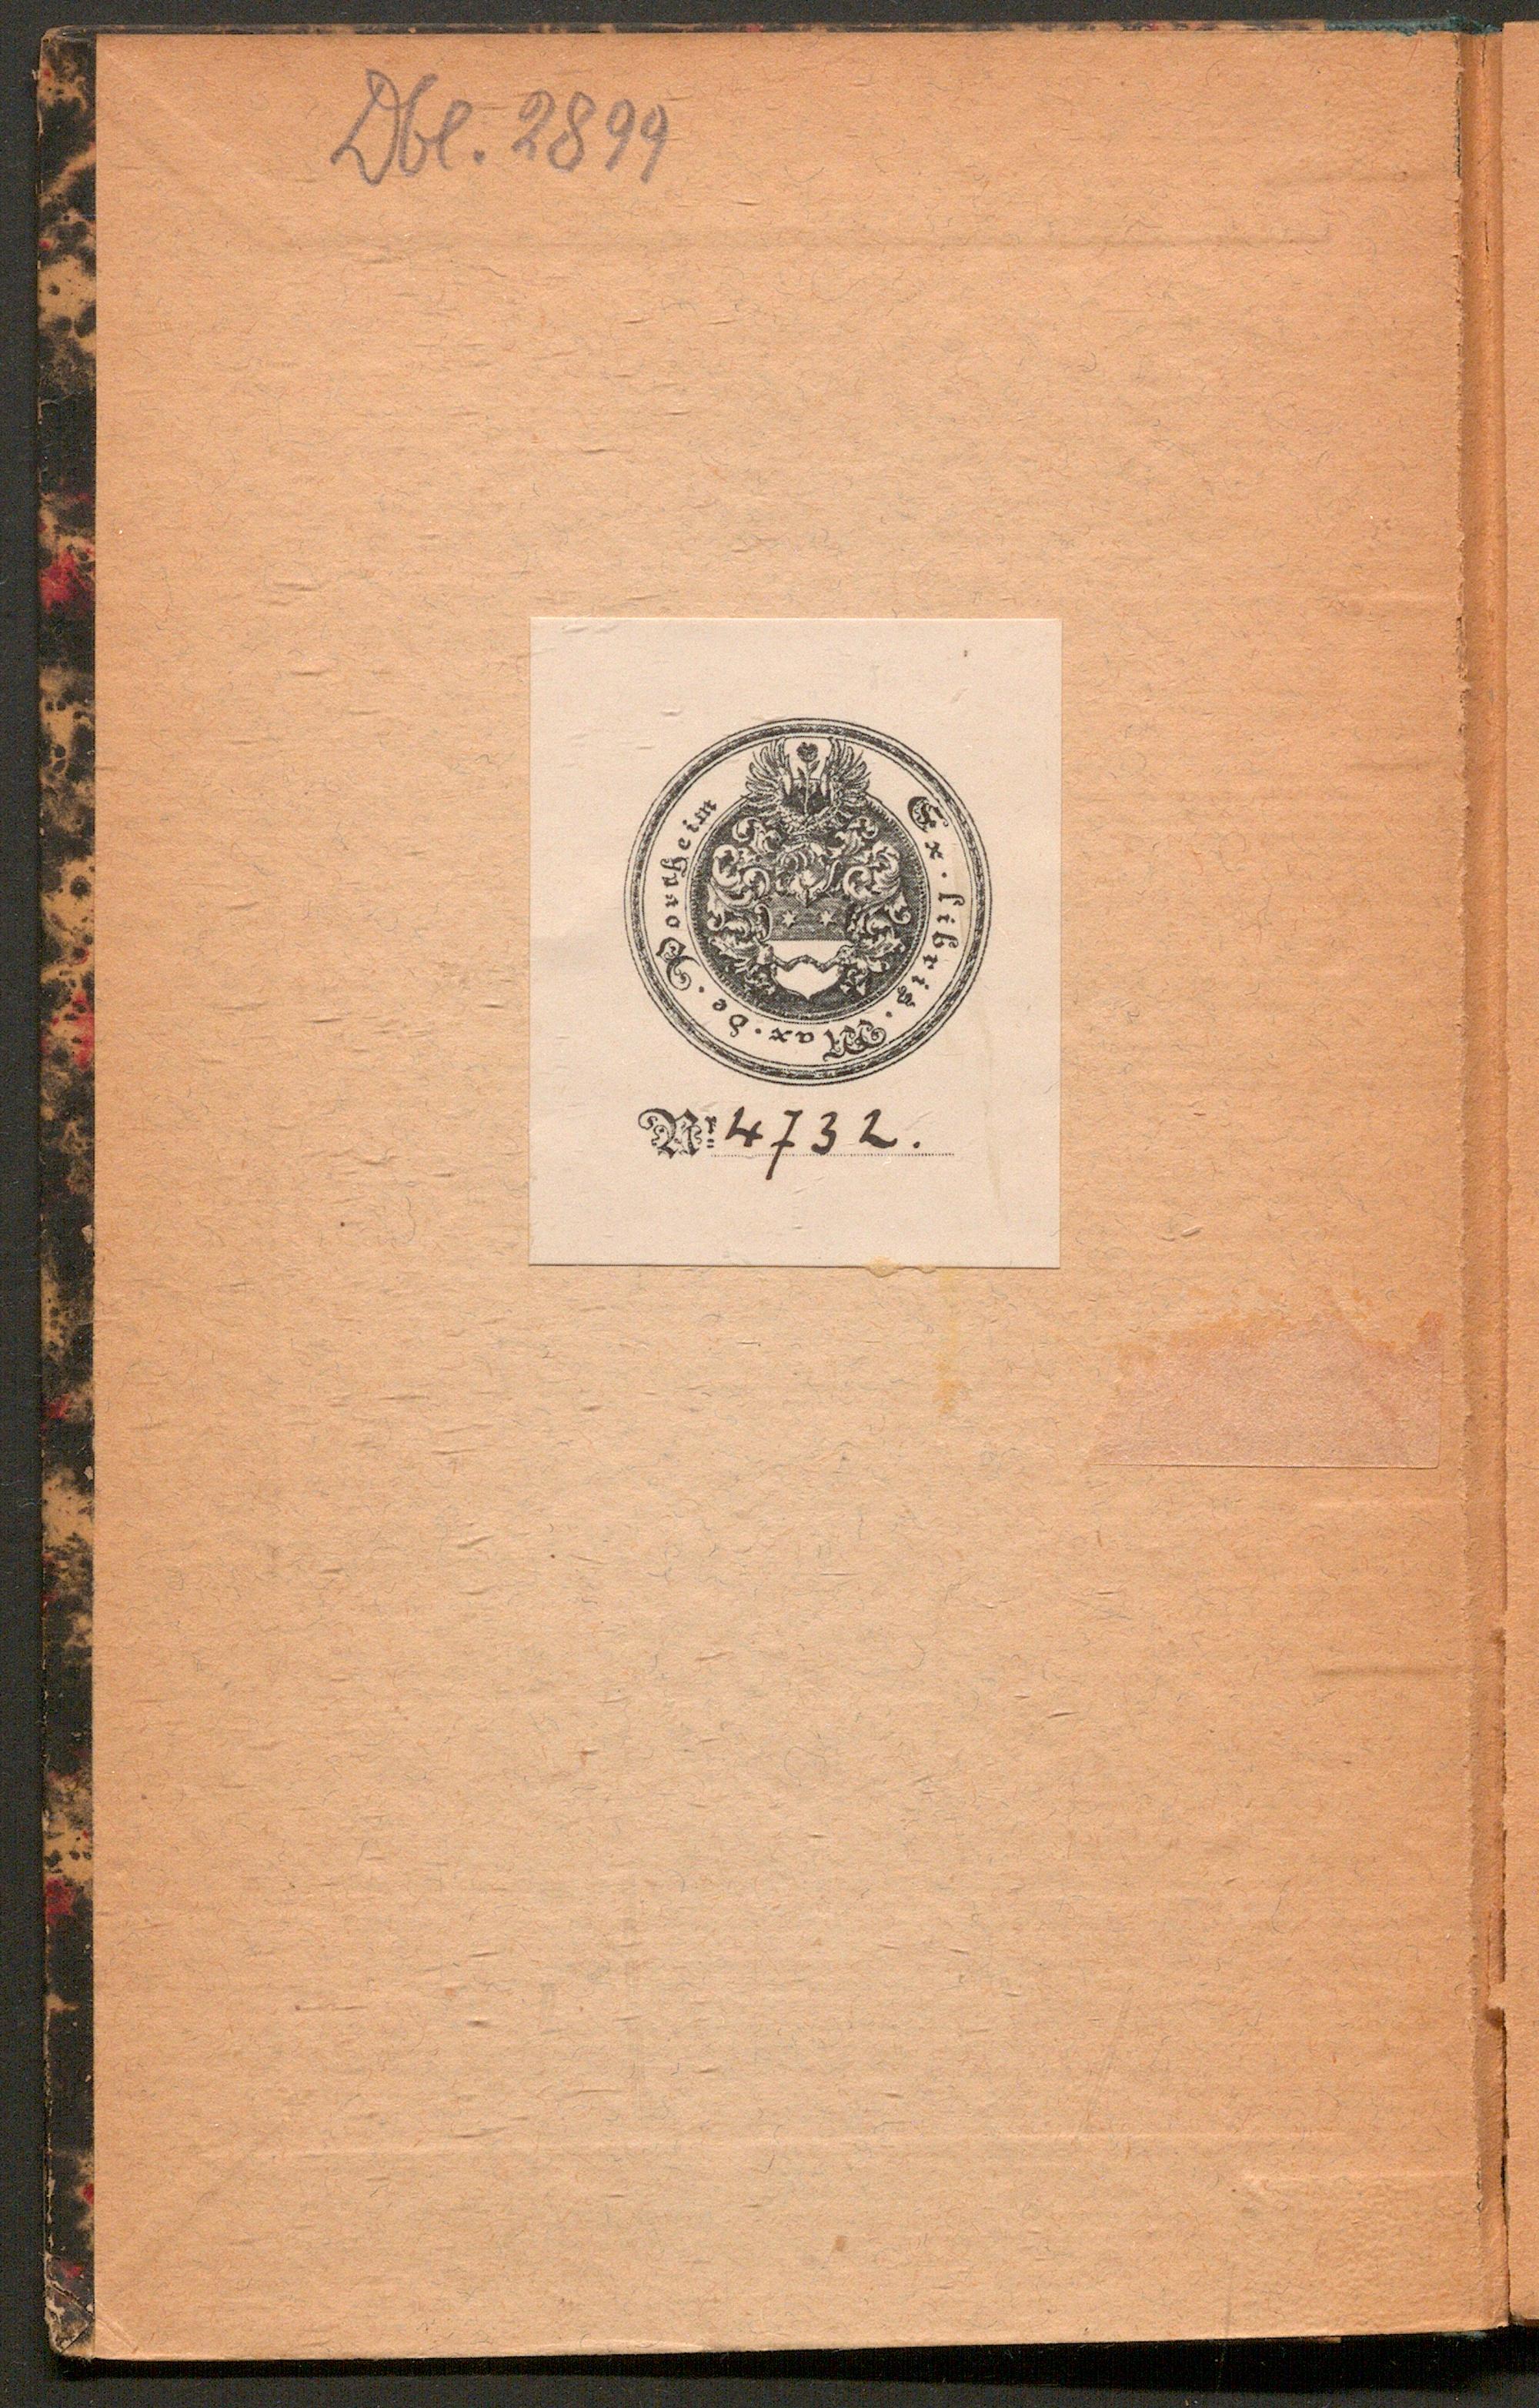 Dbl. 2899
Ex · libris · Max · de · Portheim
Nr. 4732.